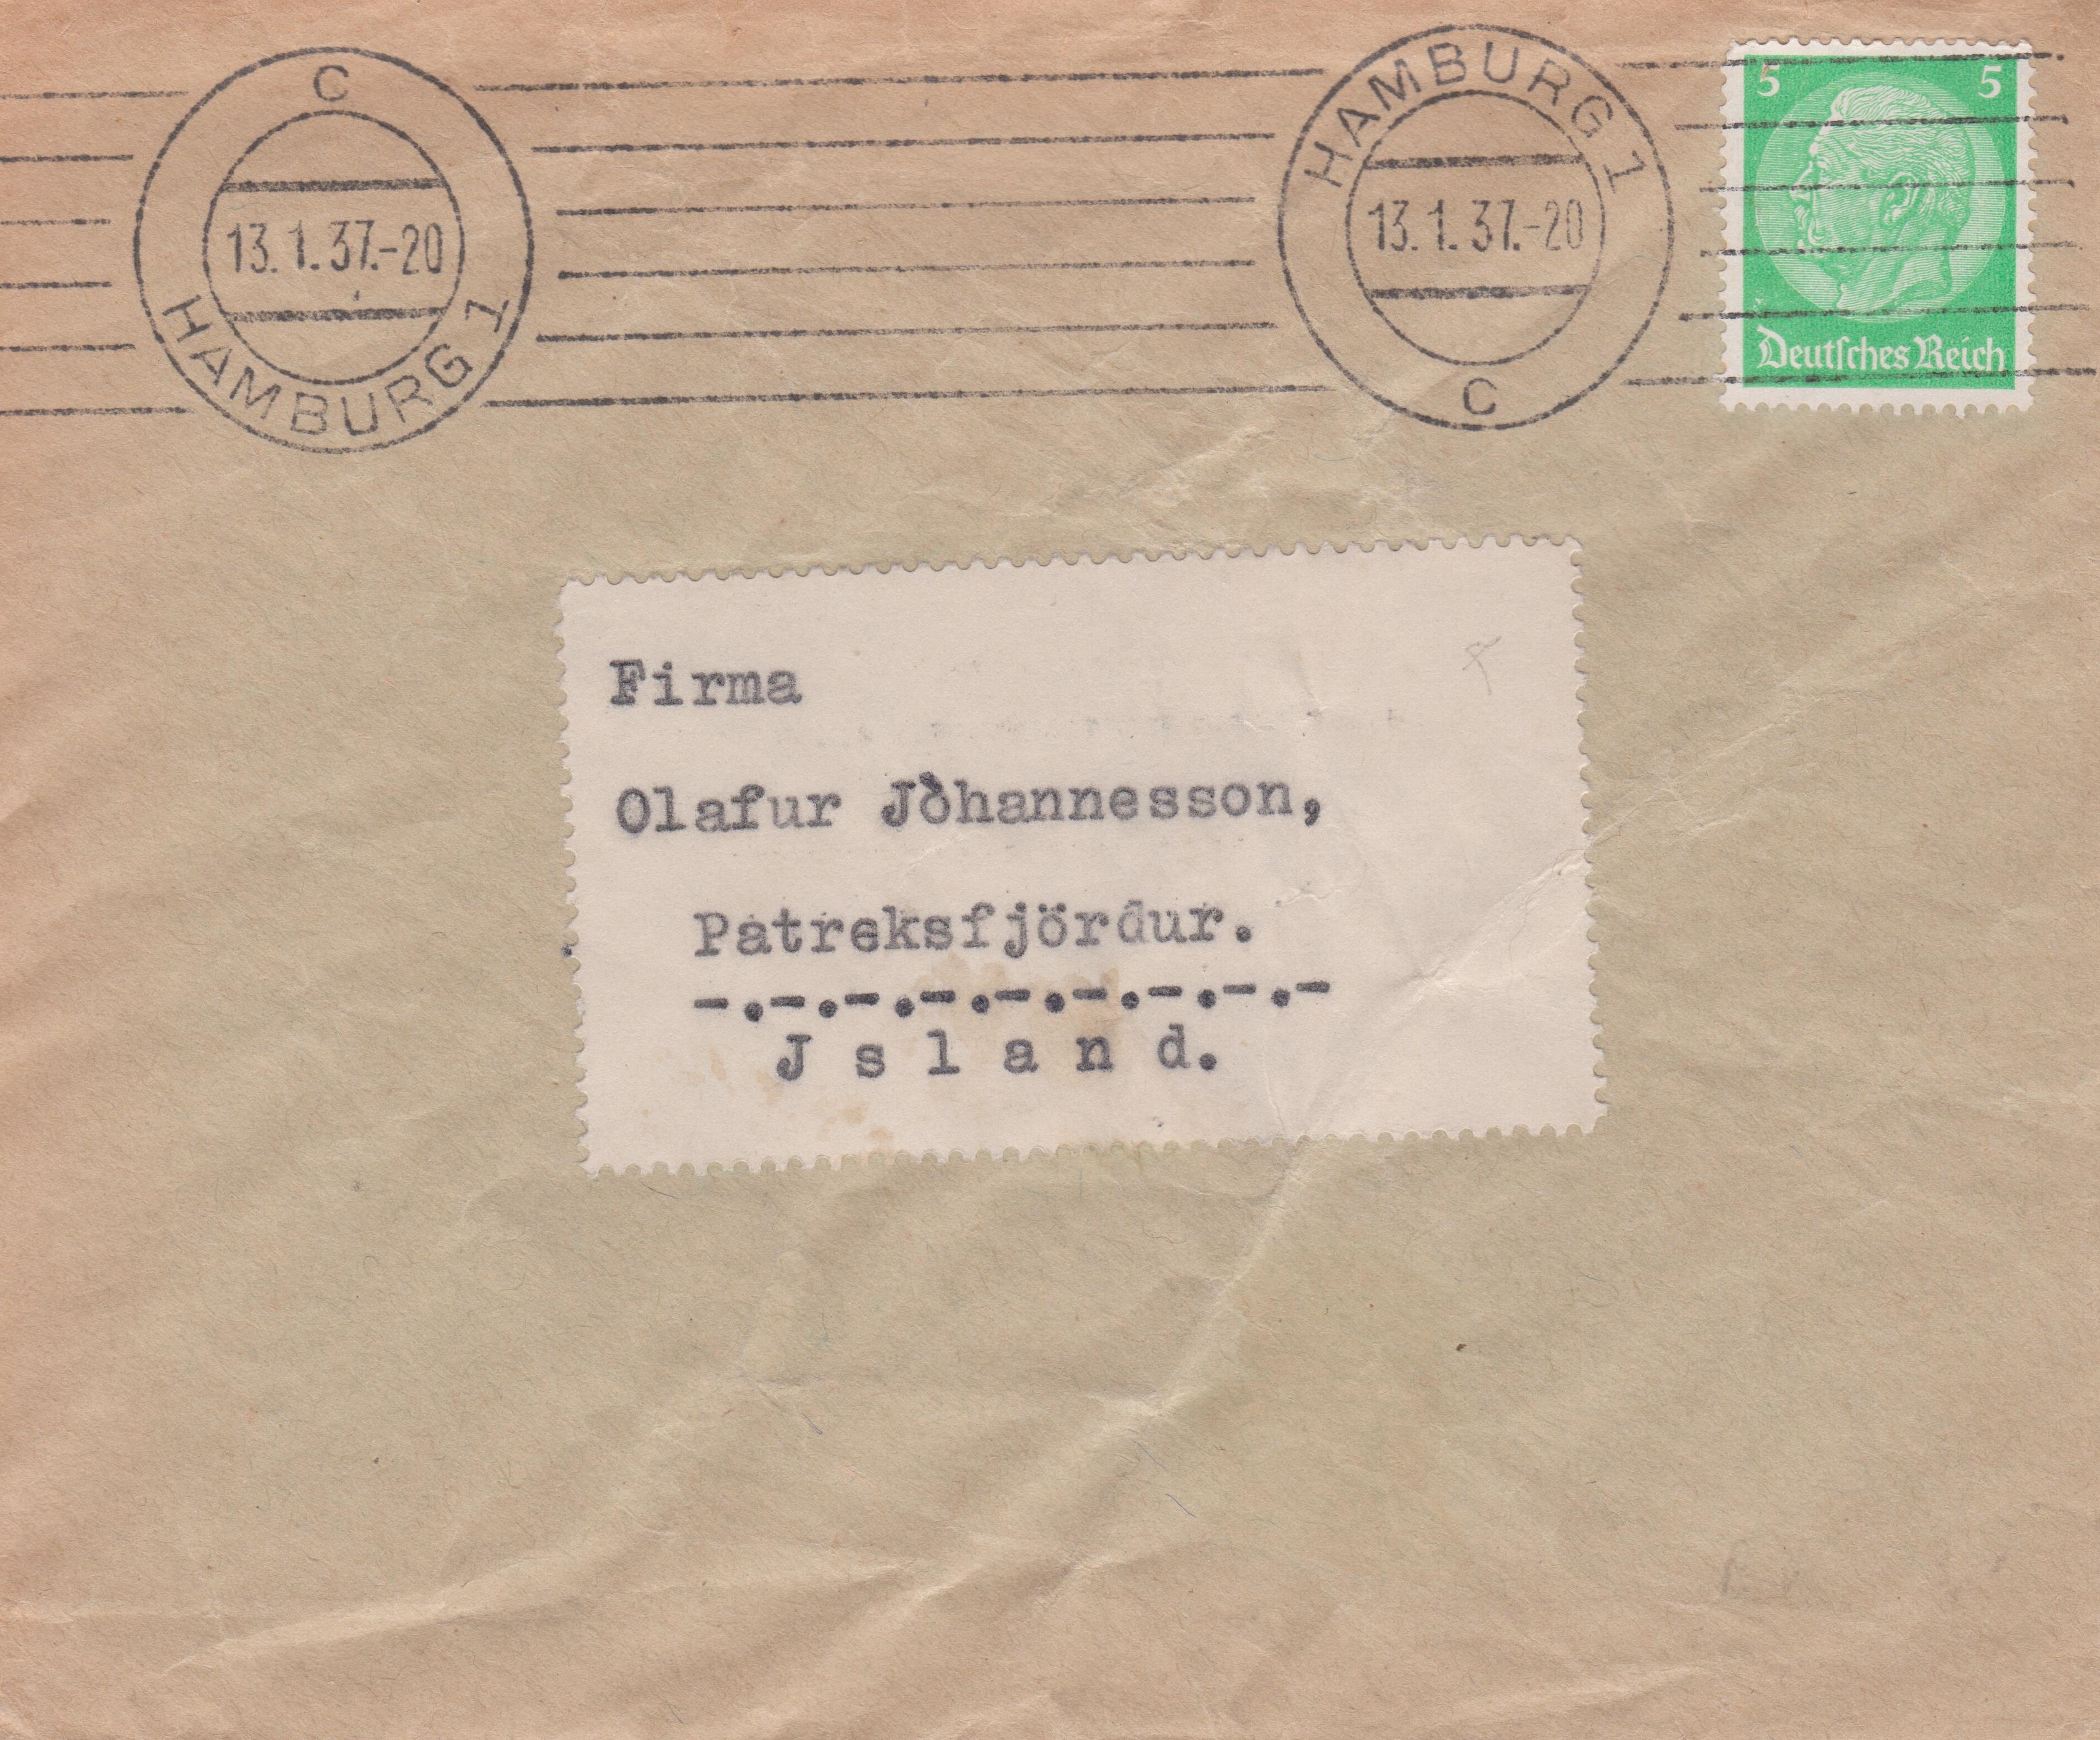 C
13.1.37.-20
HAMBURG 1
HAMBURG 1
13.1.37.-20
C
5 5
Deutsches Reich
Firma
Olafur Jòhannesson,
Patreksfjördur.
-.-.-.-.-.-.-.-.-
J s l a n d.